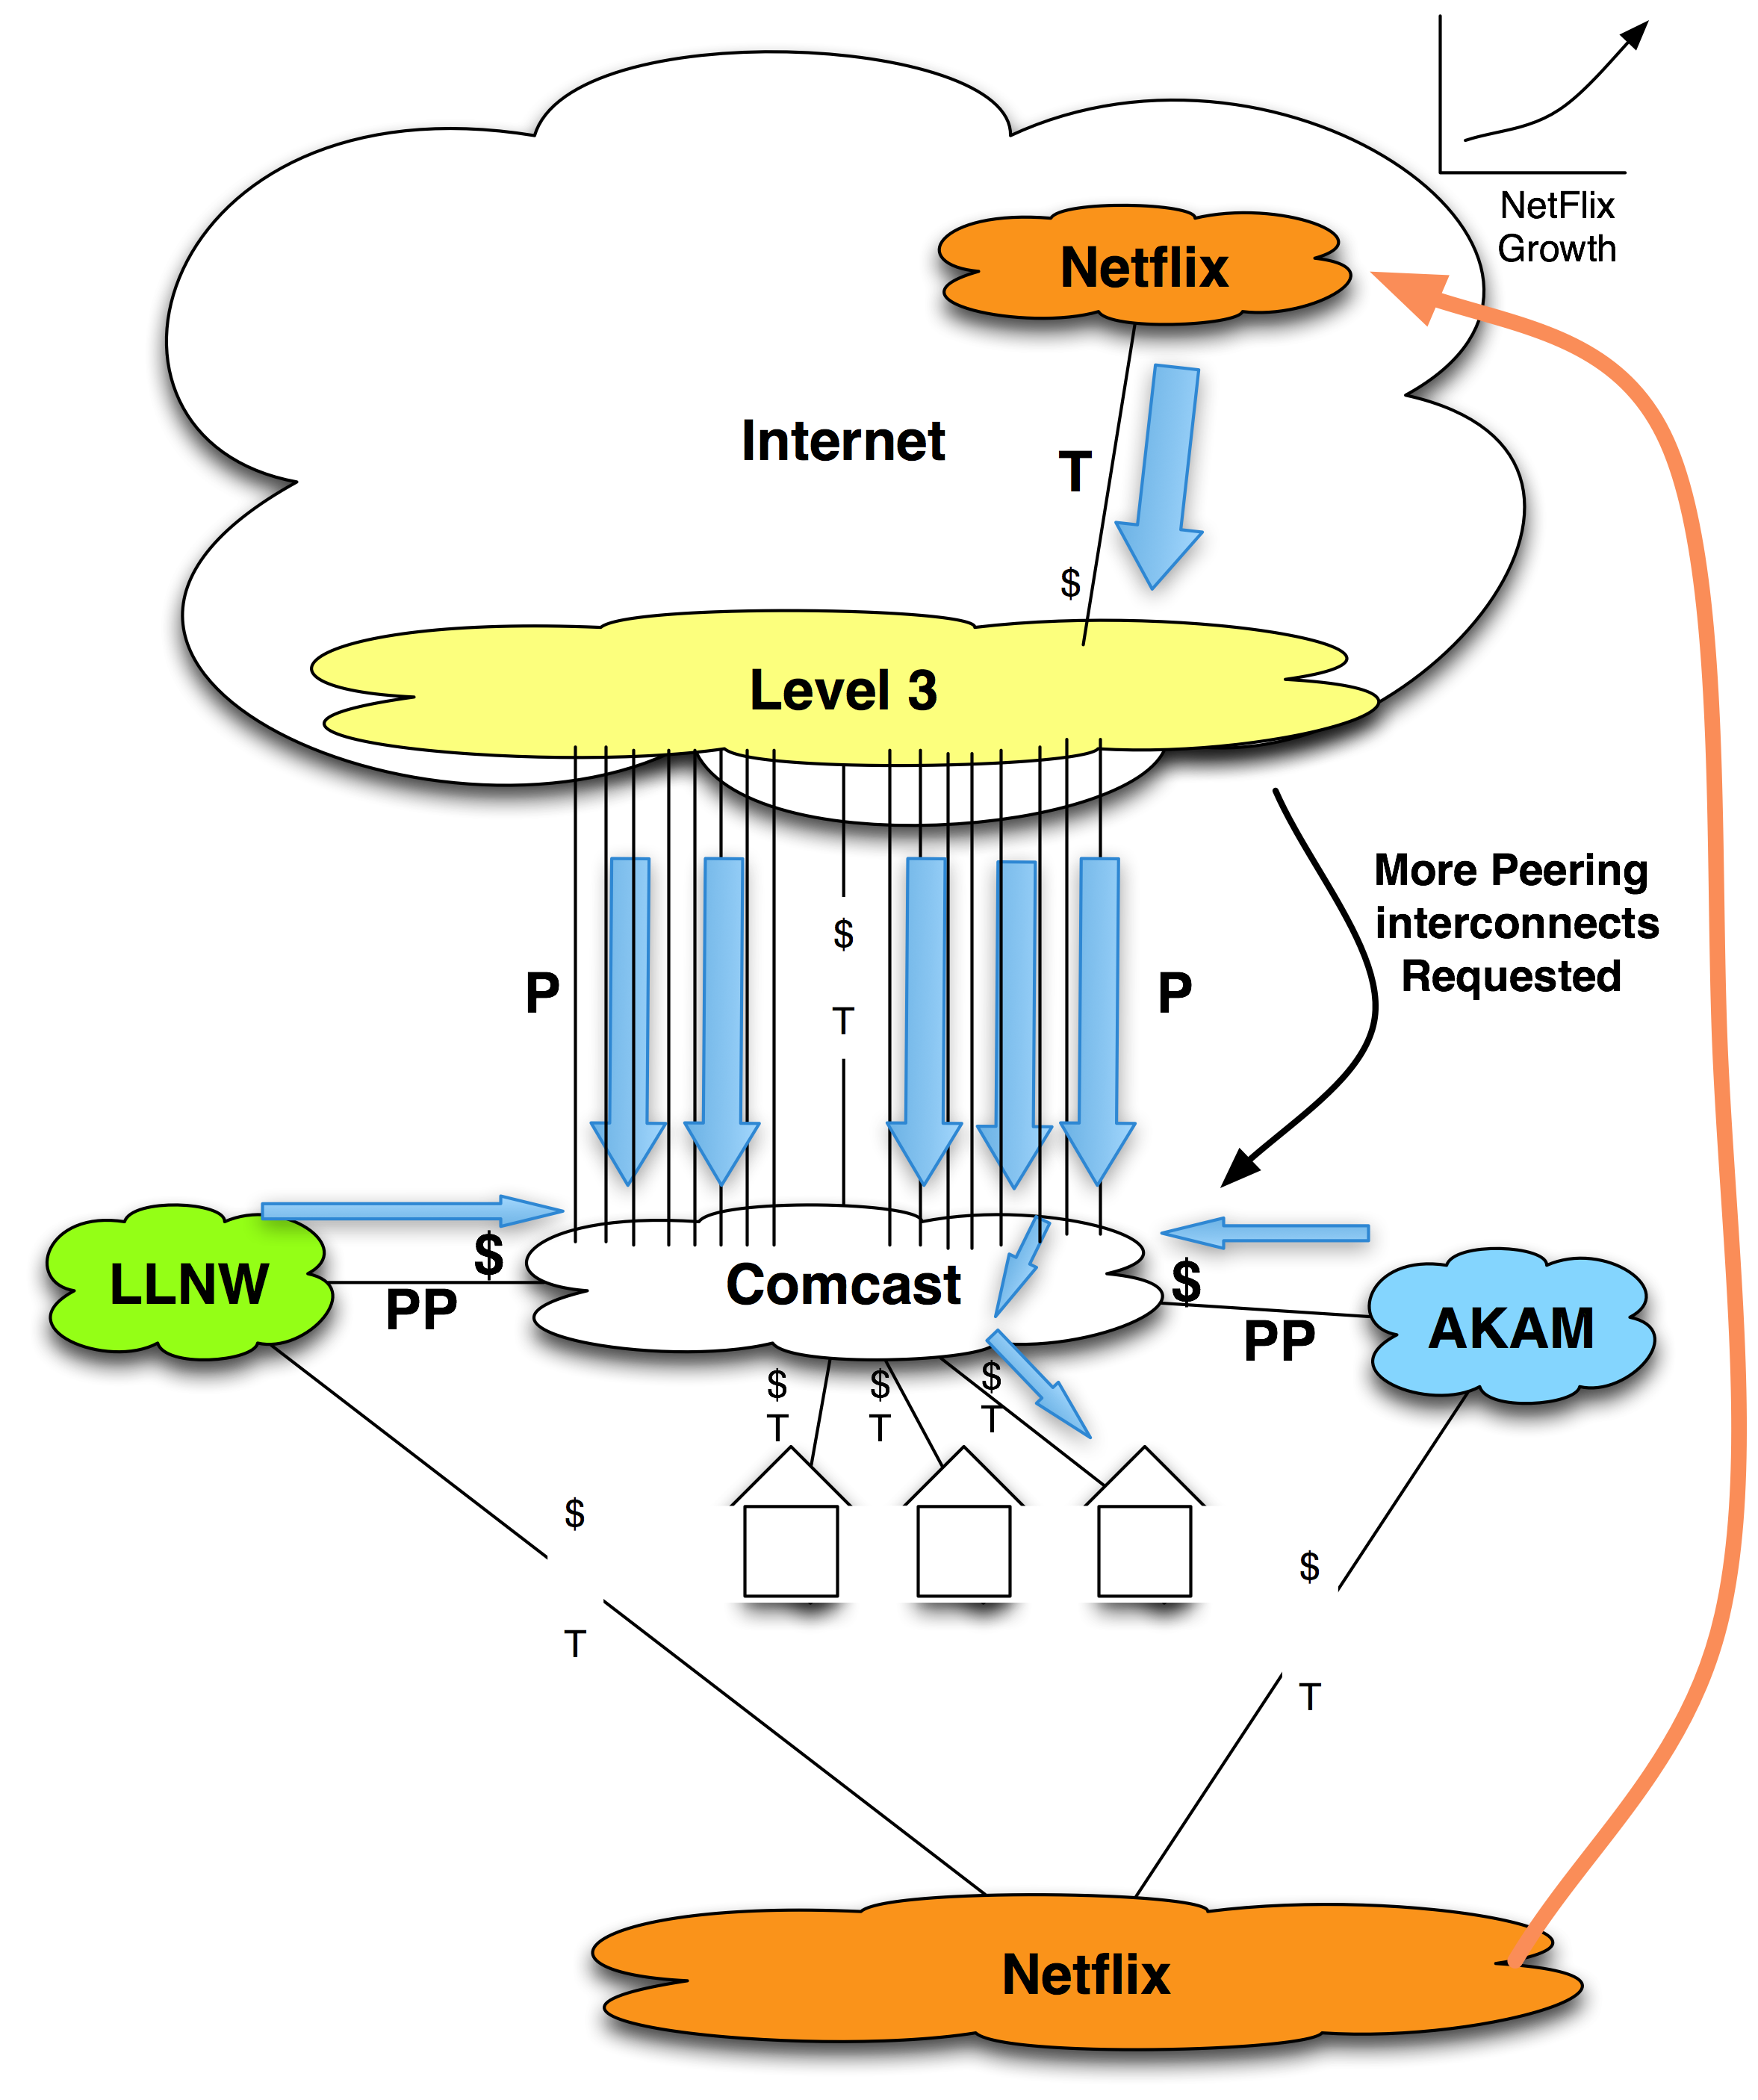 NetFlix
Growth
Netflix
Internet
T
$
Level 3
More Peering
interconnects
Requested
$
P
P
T
LLNW
$
PP
Comcast
$
PP
AKAM
$
T
$
T
$
T
$
T
$
T
Netflix